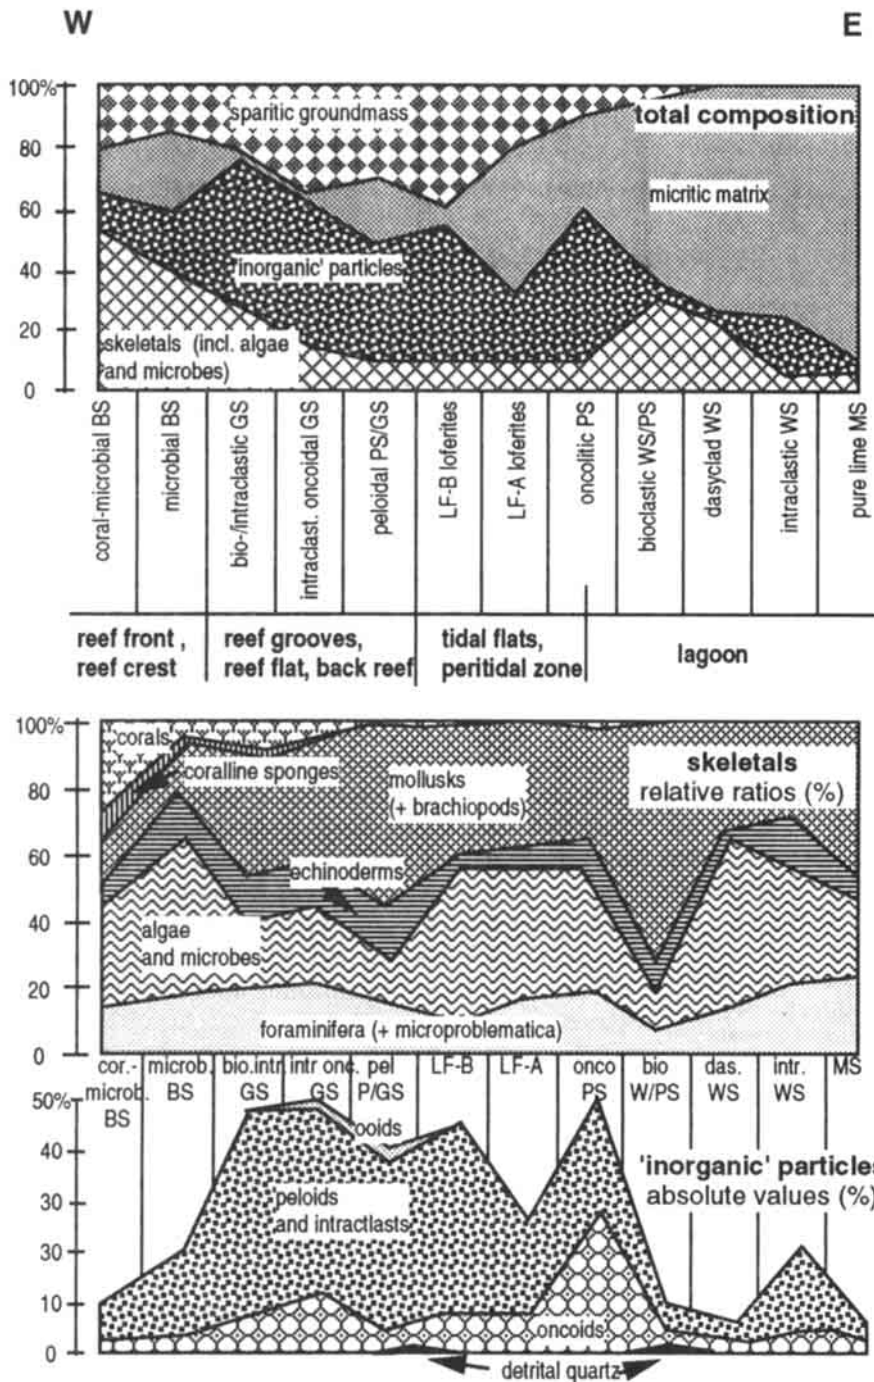 W E
100%
sparitic groundmass
total composition
80
micritic matrix
60
40
'inorganic' particles
20
skeletals (incl. algae
and microbes)
0
coral-microbial BS
microbial BS
bio-/intraclastic GS
intraclast. oncoidal GS
peloidal PS/GS
LF-B loferites
LF-A loferites
oncolitic PS
bioclastic WS/PS
dasyclad WS
intraclastic WS
pure lime MS
reef front ,
reef crest
reef grooves,
reef flat, back reef
tidal flats,
peritidal zone
lagoon
100%
corals
coralline sponges
mollusks
(+ brachiopods)
skeletals
relative ratios (%)
80
60
echinoderms
40
algae
and microbes
20
foraminifera (+ microproblematica)
0
cor.-
microb.
BS
microb.
BS
bio.intr.
GS
intr onc.
GS
pel
P/GS
LF-B
LF-A
onco
PS
bio
W/PS
das.
WS
intr.
WS
MS
50%
ooids
40
'inorganic' particles
absolute values (%)
peloids
and intractlasts
30
30
10
oncoids
0
detrital quartz